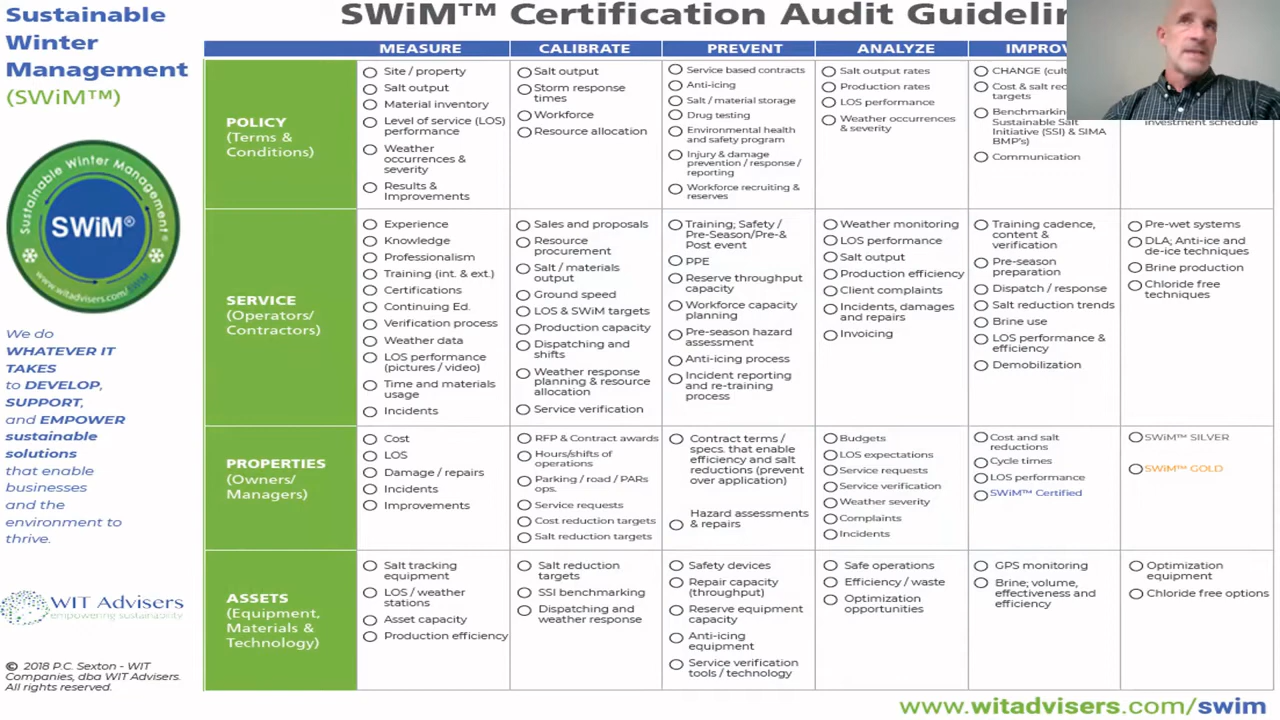 Sustainable
Winter
Management
(SWiM™)
Sustainable Winter Management®
SWiM®
www.witadvisers.com/SWiM
We do
WHATEVER IT
TAKES
to DEVELOP,
SUPPORT,
and EMPOWER
sustainable
solutions
that enable
businesses
and the
environment to
thrive.
WIT Advisers
empowering sustainability
© 2018 P.C. Sexton - WIT
Companies, dba WIT Advisers.
All rights reserved.
SWiM™ Certification Audit
MEASURE
CALIBRATE
PREVENT
ANALYZE
POLICY
(Terms &
Conditions)
Site / property
Salt output
Material inventory
Level of service (LOS)
performance
Weather
occurrences &
severity
Results &
Improvements
Salt output
Storm response
times
Workforce
Resource allocation
Service based contracts
Anti-icing
Salt / material storage
Drug testing
Environmental health
and safety program
Injury & damage
prevention / response /
reporting
Workforce recruiting &
reserves
Salt output rates
Production rates
LOS performance
Weather occurrences
& severity
CHANGE
Cost & salt
targets
Benchmarking
Sustainable Salt
Initiative (SSI) & SIMA
BMP's)
Communication
investment schedule
SERVICE
(Operators/
Contractors)
Experience
Knowledge
Professionalism
Training (int. & ext.)
Certifications
Continuing Ed.
Verification process
Weather data
LOS performance
(pictures / video)
Time and materials
usage
Incidents
Sales and proposals
Resource
procurement
Salt / materials
output
Ground speed
LOS & SWiM targets
Production capacity
Dispatching and
shifts
Weather response
planning & resource
allocation
Service verification
Training; Safety /
Pre-Season/Pre-&
Post event
PPE
Reserve throughput
capacity
Workforce capacity
planning
Pre-season hazard
assessment
Anti-icing process
Incident reporting
and re-training
process
Weather monitoring
LOS performance
Salt output
Production efficiency
Client complaints
Incidents, damages
and repairs
Invoicing
Training cadence,
content &
verification
Pre-season
preparation
Dispatch / response
Salt reduction trends
Brine use
LOS performance &
efficiency
Demobilization
Pre-wet systems
DLA; Anti-ice and
de-ice techniques
Brine production
Chloride free
techniques
PROPERTIES
(Owners/
Managers)
Cost
LOS
Damage / repairs
Incidents
Improvements
RFP & Contract awards
Hours/shifts of
operations
Parking / road / PARs
ops.
Service requests
Cost reduction targets
Salt reduction targets
Contract terms /
specs. that enable
efficiency and salt
reductions (prevent
over application)
Hazard assessments
& repairs
Budgets
LOS expectations
Service requests
Service verification
Weather severity
Complaints
Incidents
Cost and salt
reductions
Cycle times
LOS performance
SWiM™ Certified
SWiM™ SILVER
SWiM™ GOLD
ASSETS
(Equipment,
Materials &
Technology)
Salt tracking
equipment
LOS / weather
stations
Asset capacity
Production efficiency
Salt reduction
targets
SSI benchmarking
Dispatching and
weather response
Safety devices
Repair capacity
(throughput)
Reserve equipment
capacity
Anti-icing
equipment
Service verification
tools / technology
Safe operations
Efficiency / waste
Optimization
opportunities
GPS monitoring
Brine; volume,
effectiveness and
efficiency
Optimization
equipment
Chloride free options
www.witadvisers.com/swim